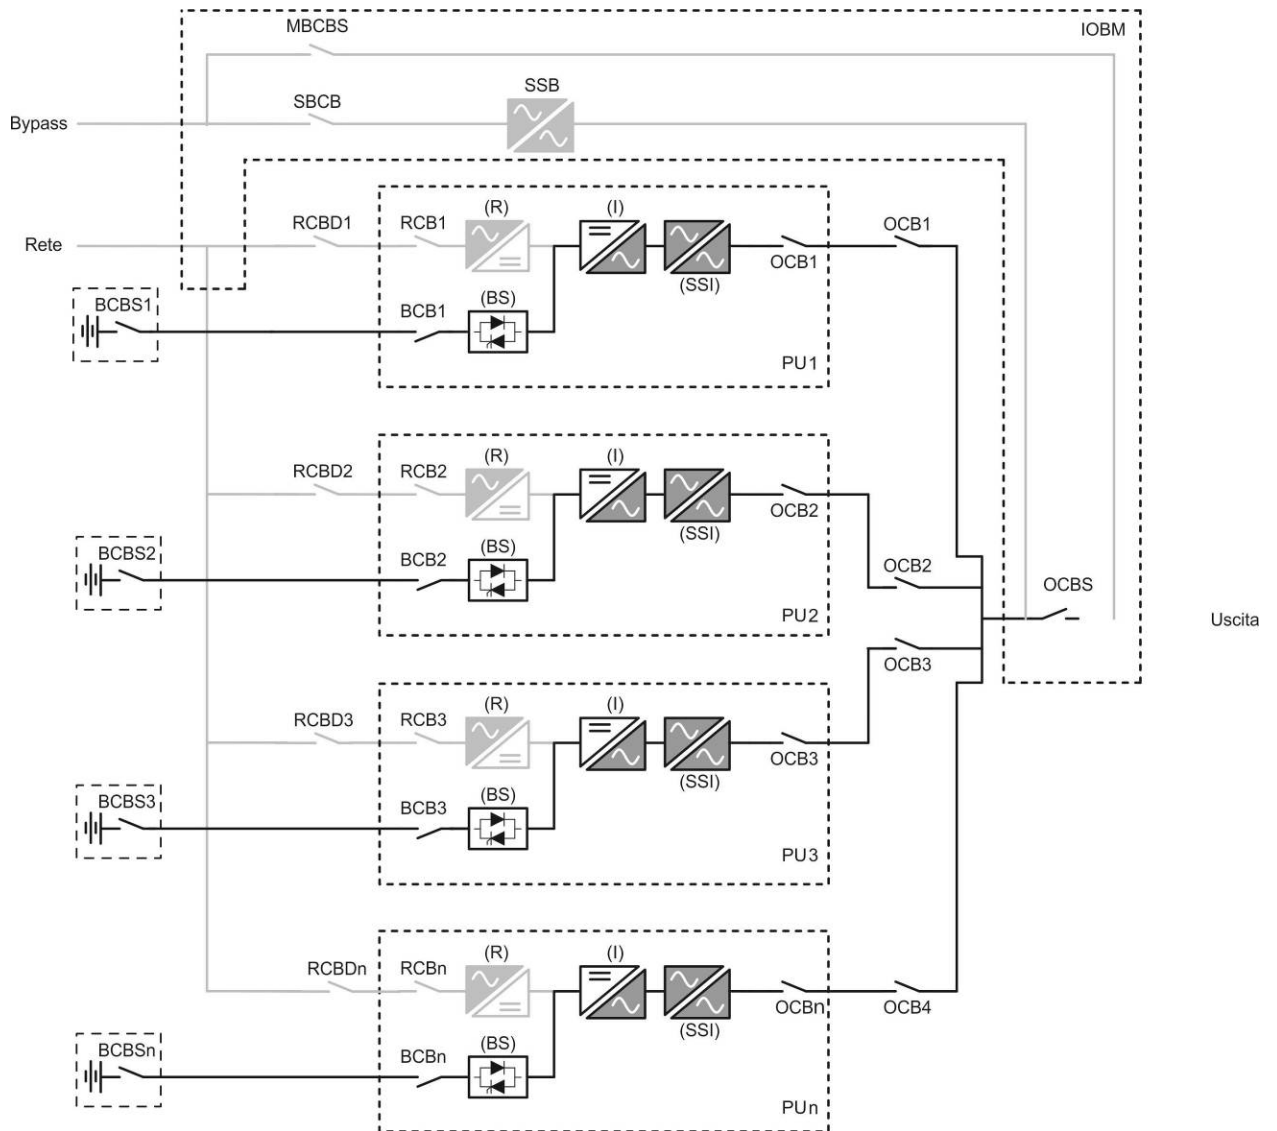 MBCBS
IOBM
SSB
SBCB
Bypass
(R)
(I)
RCBD1
RCB1
OCB1
Rete
OCB1
(SSI)
BCBS1
BCB1
(BS)
PU1
(R)
(I)
RCBD2
RCB2
OCB2
(SSI)
BCBS2
BCB2
(BS)
OCB2
OCBS
PU2
Uscita
OCB3
(R)
(I)
RCBD3
RCB3
OCB3
(SSI)
BCBS3
BCB3
(BS)
PU3
(R)
(I)
RCBDn
RCBn
OCBn
OCB4
(SSI)
BCBSn
BCBn
(BS)
PUn